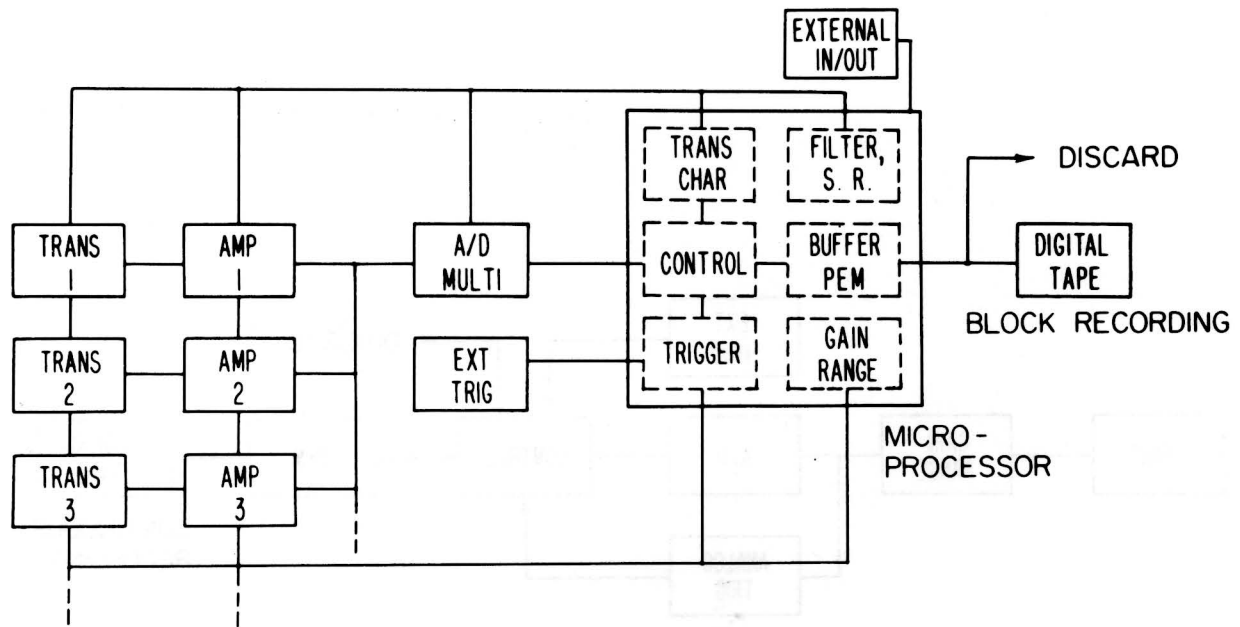 EXTERNAL
IN/OUT
TRANS
CHAR
FILTER,
S. R.
DISCARD
TRANS
1
AMP
1
A/D
MULTI
CONTROL
BUFFER
PEM
DIGITAL
TAPE
BLOCK RECORDING
TRANS
2
AMP
2
EXT
TRIG
TRIGGER
GAIN
RANGE
MICRO-
PROCESSOR
TRANS
3
AMP
3